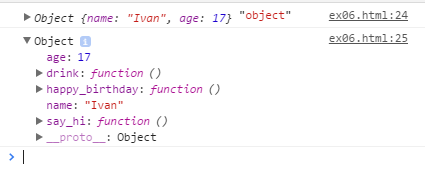 Object {name: "Ivan", age: 17} "object" ex06.html:24
Object i ex06.html:25
age: 17
drink: function ()
happy_birthday: function ()
name: "Ivan"
say_hi: function ()
__proto__: Object